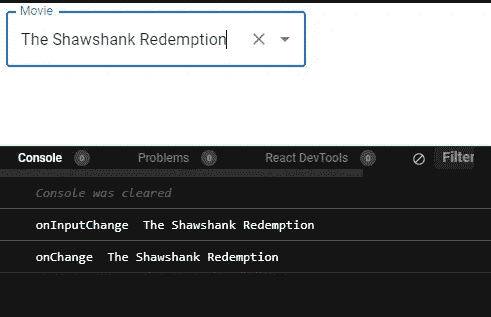 Movie
The Shawshank Redemption
Console 0 Problems 0 React DevTools 0 Filter
Console was cleared
onInputChange The Shawshank Redemption
onChange The Shawshank Redemption